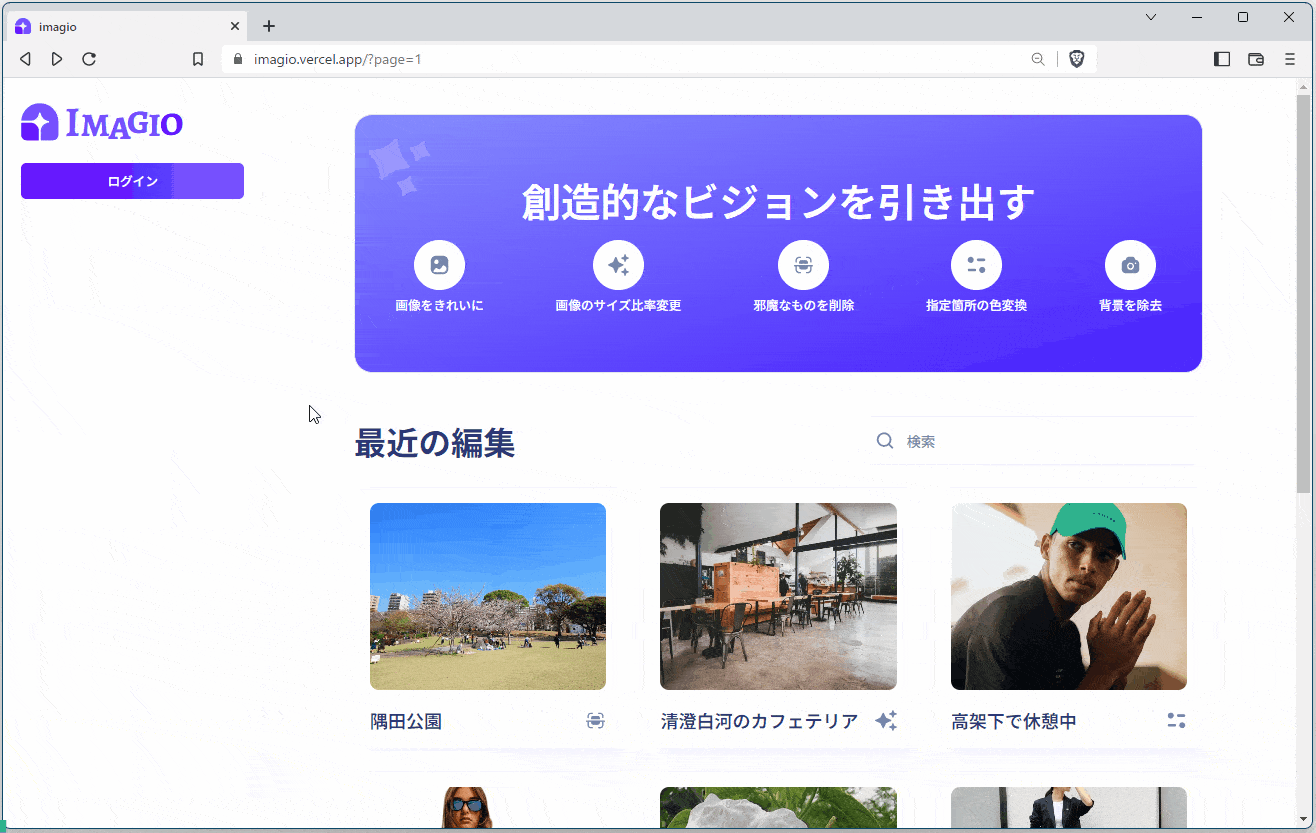 imagio
imagio.vercel.app/?page=1
IMAGIO
ログイン
創造的なビジョンを引き出す
画像をきれいに
画像のサイズ比率変更
邪魔なものを削除
指定箇所の色変換
背景を除去
最近の編集
検索
隅田公園
清澄白河のカフェテリア
高架下で休憩中